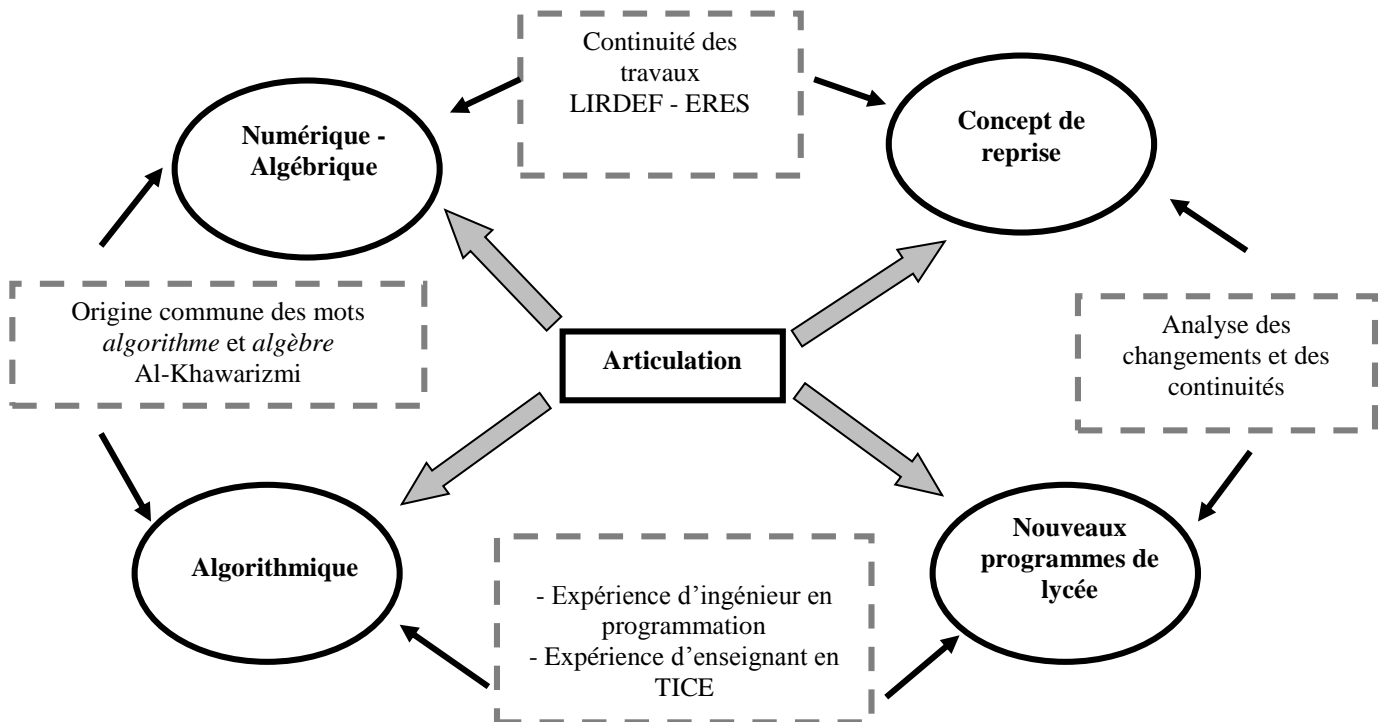 Continuité des
travaux
LIRDEF - ERES
Numérique -
Algébrique
Concept de
reprise
Origine commune des mots
algorithme et algèbre
Al-Khawarizmi
Articulation
Analyse des
changements et des
continuités
Algorithmique
- Expérience d’ingénieur en
programmation
- Expérience d’enseignant en
TICE
Nouveaux
programmes de
lycée